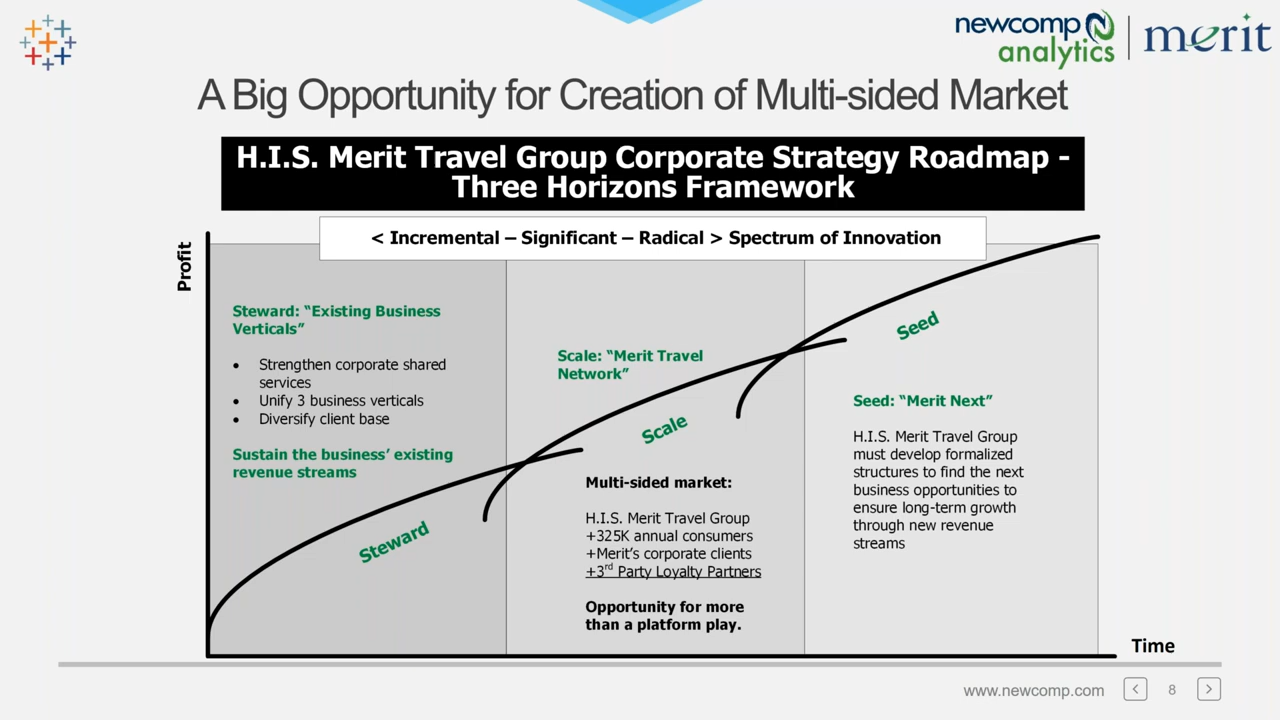 newcomp
analytics
merit
A Big Opportunity for Creation of Multi-sided Market
H.I.S. Merit Travel Group Corporate Strategy Roadmap -
Three Horizons Framework
< Incremental – Significant – Radical > Spectrum of Innovation
Profit
Steward: “Existing Business
Verticals”
• Strengthen corporate shared
services
• Unify 3 business verticals
• Diversify client base
Sustain the business’ existing
revenue streams
Steward
Scale: “Merit Travel
Network”
Scale
Multi-sided market:
H.I.S. Merit Travel Group
+325K annual consumers
+Merit’s corporate clients
+3rd Party Loyalty Partners
Opportunity for more
than a platform play.
Seed
Seed: “Merit Next”
H.I.S. Merit Travel Group
must develop formalized
structures to find the next
business opportunities to
ensure long-term growth
through new revenue
streams
Time
www.newcomp.com
8